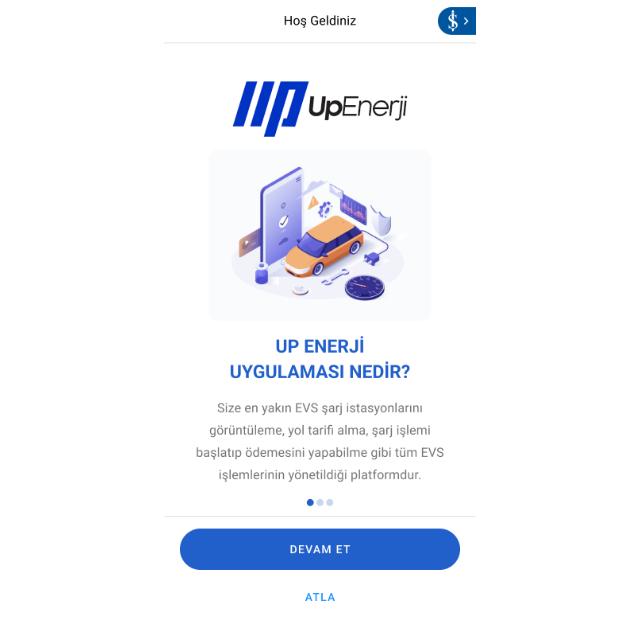 Hoş Geldiniz
UpEnerji
UP ENERJİ
UYGULAMASI NEDİR?
Size en yakın EVS şarj istasyonlarını
görüntüleme, yol tarifi alma, şarj işlemi
başlatıp ödemesini yapabilme gibi tüm EVS
işlemlerinin yönetildiği platformdur.
DEVAM ET
ATLA